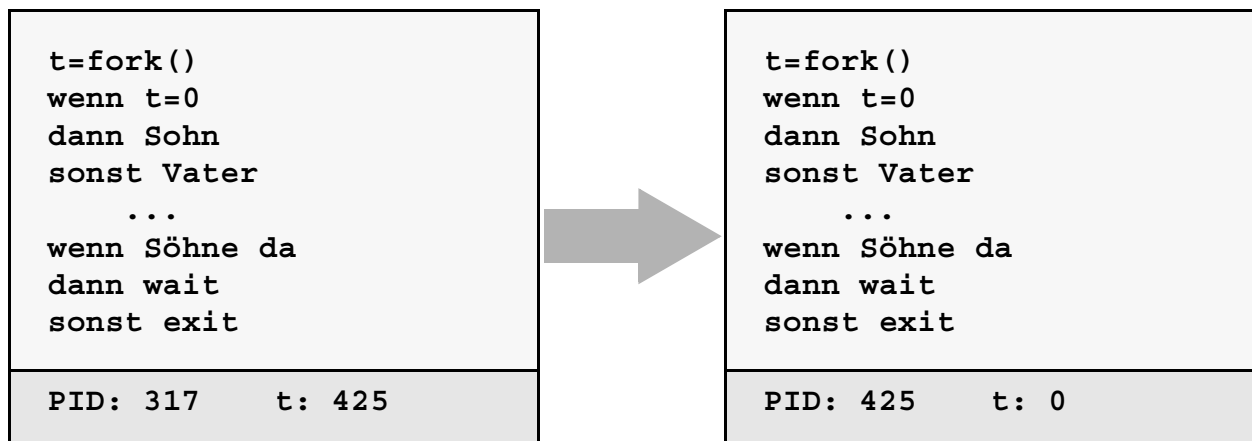 t=fork()
wenn t=0
dann Sohn
sonst Vater
...
wenn Söhne da
dann wait
sonst exit
PID: 317 t: 425
t=fork()
wenn t=0
dann Sohn
sonst Vater
...
wenn Söhne da
dann wait
sonst exit
PID: 425 t: 0